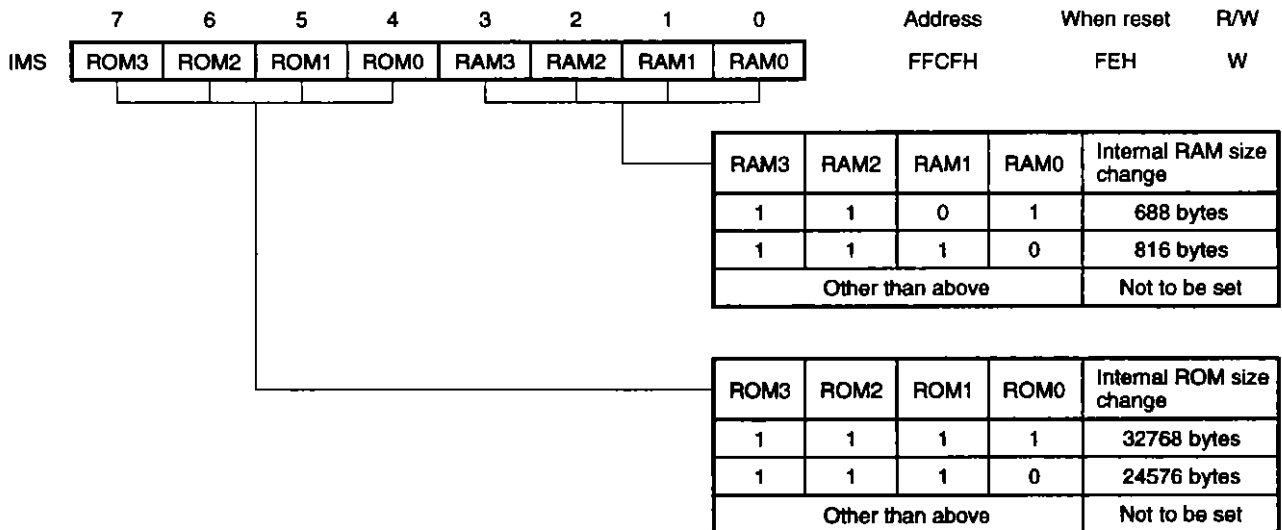 7 6 5 4 3 2 1 0 Address When reset R/W
IMS ROM3 ROM2 ROM1 ROM0 RAM3 RAM2 RAM1 RAM0 FFCFH FEH W
RAM3 RAM2 RAM1 RAM0 Internal RAM size
change
1 1 0 1 688 bytes
1 1 1 0 816 bytes
Other than above Not to be set
ROM3 ROM2 ROM1 ROM0 Internal ROM size
change
1 1 1 1 32768 bytes
1 1 1 0 24576 bytes
Other than above Not to be set